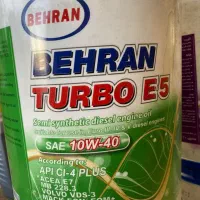 BEHRAN
BEHRAN
TURBO E5
Semi synthetic diesel engine oil
SAE 10W-40
According to:
API CI-4 PLUS
ACEA E7
MB 228.3
VOLVO VDS-3